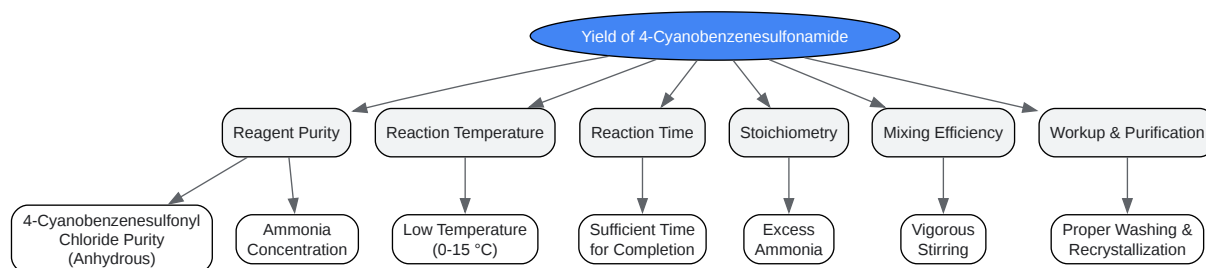 Yield of 4-Cyanobenzenesulfonamide
Reagent Purity
Reaction Temperature
Reaction Time
Stoichiometry
Mixing Efficiency
Workup & Purification
4-Cyanobenzenesulfonyl
Chloride Purity
(Anhydrous)
Ammonia
Concentration
Low Temperature
(0-15 °C)
Sufficient Time
for Completion
Excess
Ammonia
Vigorous
Stirring
Proper Washing &
Recrystallization